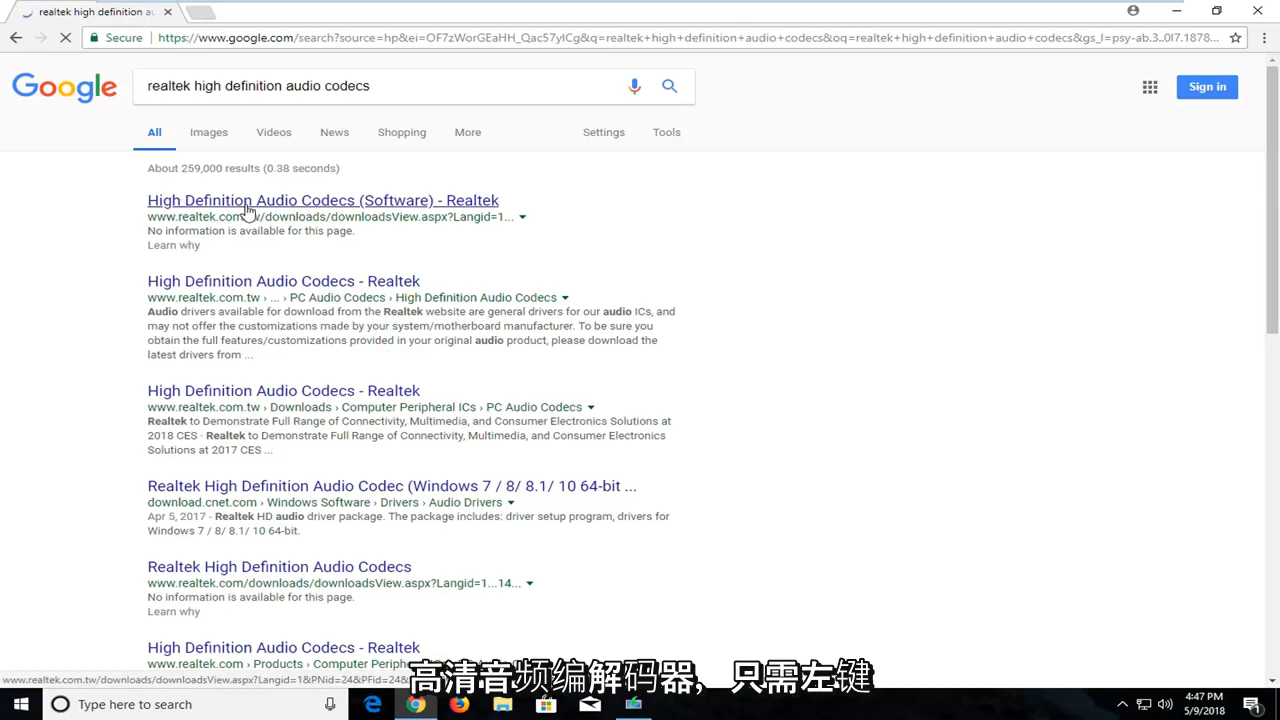 realtek high definition au
Secure https://www.google.com/search?source=hp&ei=OF7zWorGEaHH_Qac57yICg&q=realtek+high+definition+audio+codecs&oq=realtek+high+definition+audio+codecs&gs_l=psy-ab.3..0l7.1878...
Google realtek high definition audio codecs Sign in
All Images Videos News Shopping More Settings Tools
About 259,000 results (0.38 seconds)
High Definition Audio Codecs (Software) - Realtek
www.realtek.com.tw/downloads/downloadsView.aspx?Langid=1...
No information is available for this page.
Learn why
High Definition Audio Codecs - Realtek
www.realtek.com.tw › ... › PC Audio Codecs › High Definition Audio Codecs
Audio drivers available for download from the Realtek website are general drivers for our audio ICs, and
may not offer the customizations made by your system/motherboard manufacturer. To be sure you
obtain the full features/customizations provided in your original audio product, please download the
latest drivers from ...
High Definition Audio Codecs - Realtek
www.realtek.com.tw › Downloads › Computer Peripheral ICs › PC Audio Codecs
Realtek to Demonstrate Full Range of Connectivity, Multimedia, and Consumer Electronics Solutions at
2018 CES · Realtek to Demonstrate Full Range of Connectivity, Multimedia, and Consumer Electronics
Solutions at 2017 CES ...
Realtek High Definition Audio Codec (Windows 7 / 8/ 8.1/ 10 64-bit ...
download.cnet.com › Windows Software › Drivers › Audio Drivers
Apr 5, 2017 - Realtek HD audio driver package. The package includes: driver setup program, drivers for
Windows 7 / 8/ 8.1/ 10 64-bit.
Realtek High Definition Audio Codecs
www.realtek.com/downloads/downloadsView.aspx?Langid=1...14...
No information is available for this page.
Learn why
High Definition Audio Codecs - Realtek
www.realtek.com.tw › Products › Computer Periphe
www.realtek.com.tw/downloads/downloadsView.aspx?Langid=1&PNid=24&PFid=24&
高清音频编解码器，只需左键
Type here to search
4:47 PM
5/9/2018